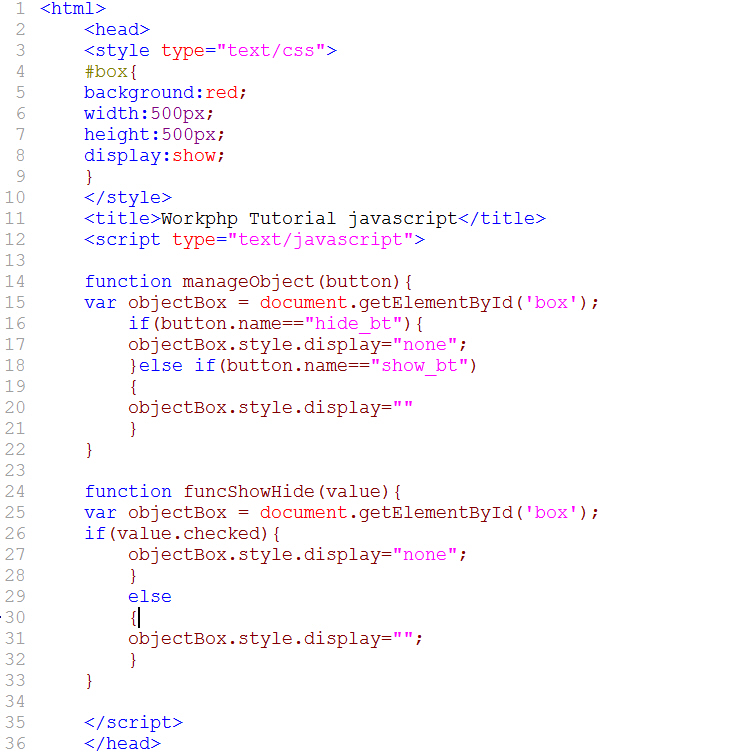 1 <html>
2 <head>
3 <style type="text/css">
4 #box{
5 background:red;
6 width:500px;
7 height:500px;
8 display:show;
9 }
10 </style>
11 <title>Workphp Tutorial javascript</title>
12 <script type="text/javascript">
13
14 function manageObject(button){
15 var objectBox = document.getElementById('box');
16 if(button.name=="hide_bt"){
17 objectBox.style.display="none";
18 }else if(button.name=="show_bt")
19 {
20 objectBox.style.display=""
21 }
22 }
23
24 function funcShowHide(value){
25 var objectBox = document.getElementById('box');
26 if(value.checked){
27 objectBox.style.display="none";
28 }
29 else
30 {
31 objectBox.style.display="";
32 }
33 }
34
35 </script>
36 </head>